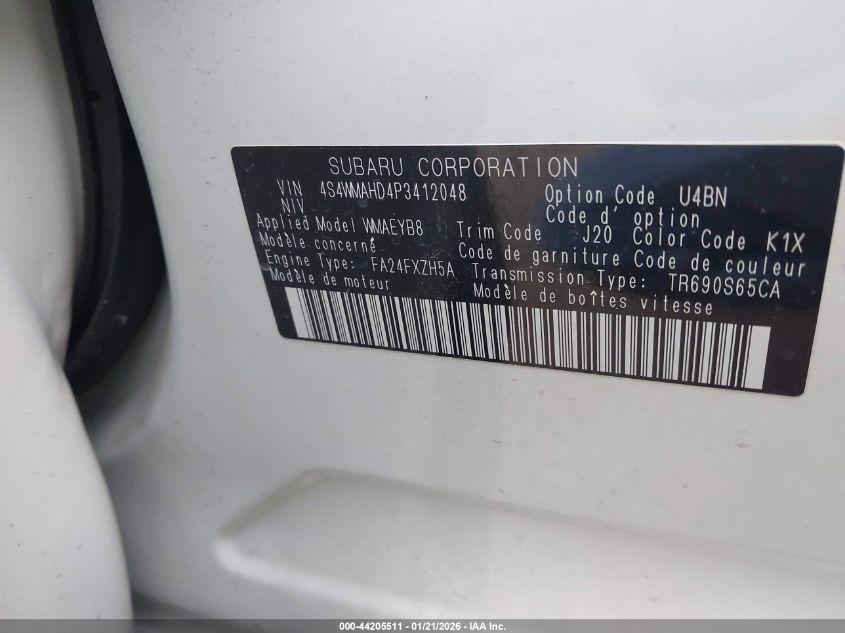 SUBARU CORPORATION
VIN 4S4WMAHD4P3412048 Option Code U4BN
NIV Code d' option
Applied Model WMAEYB8 Trim Code J20 Color Code K1X
Modèle concerné Code de garniture Code de couleur
Engine Type: FA24FXZH5A Transmission Type: TR690S65CA
Modèle de moteur Modèle de boîtes vitesse
000-44205511 | 01/21/2026 - IAA Inc.